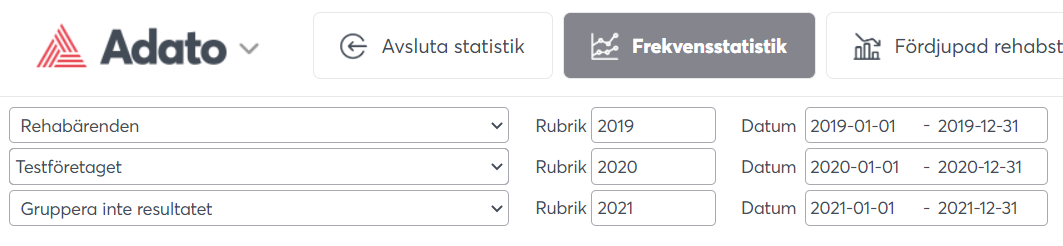 Adato
Avsluta statistik
Frekvensstatistik
Fördjupad rehabst
Rehabärenden Rubrik 2019 Datum 2019-01-01 - 2019-12-31
Testföretaget Rubrik 2020 Datum 2020-01-01 - 2020-12-31
Gruppera inte resultatet Rubrik 2021 Datum 2021-01-01 - 2021-12-31